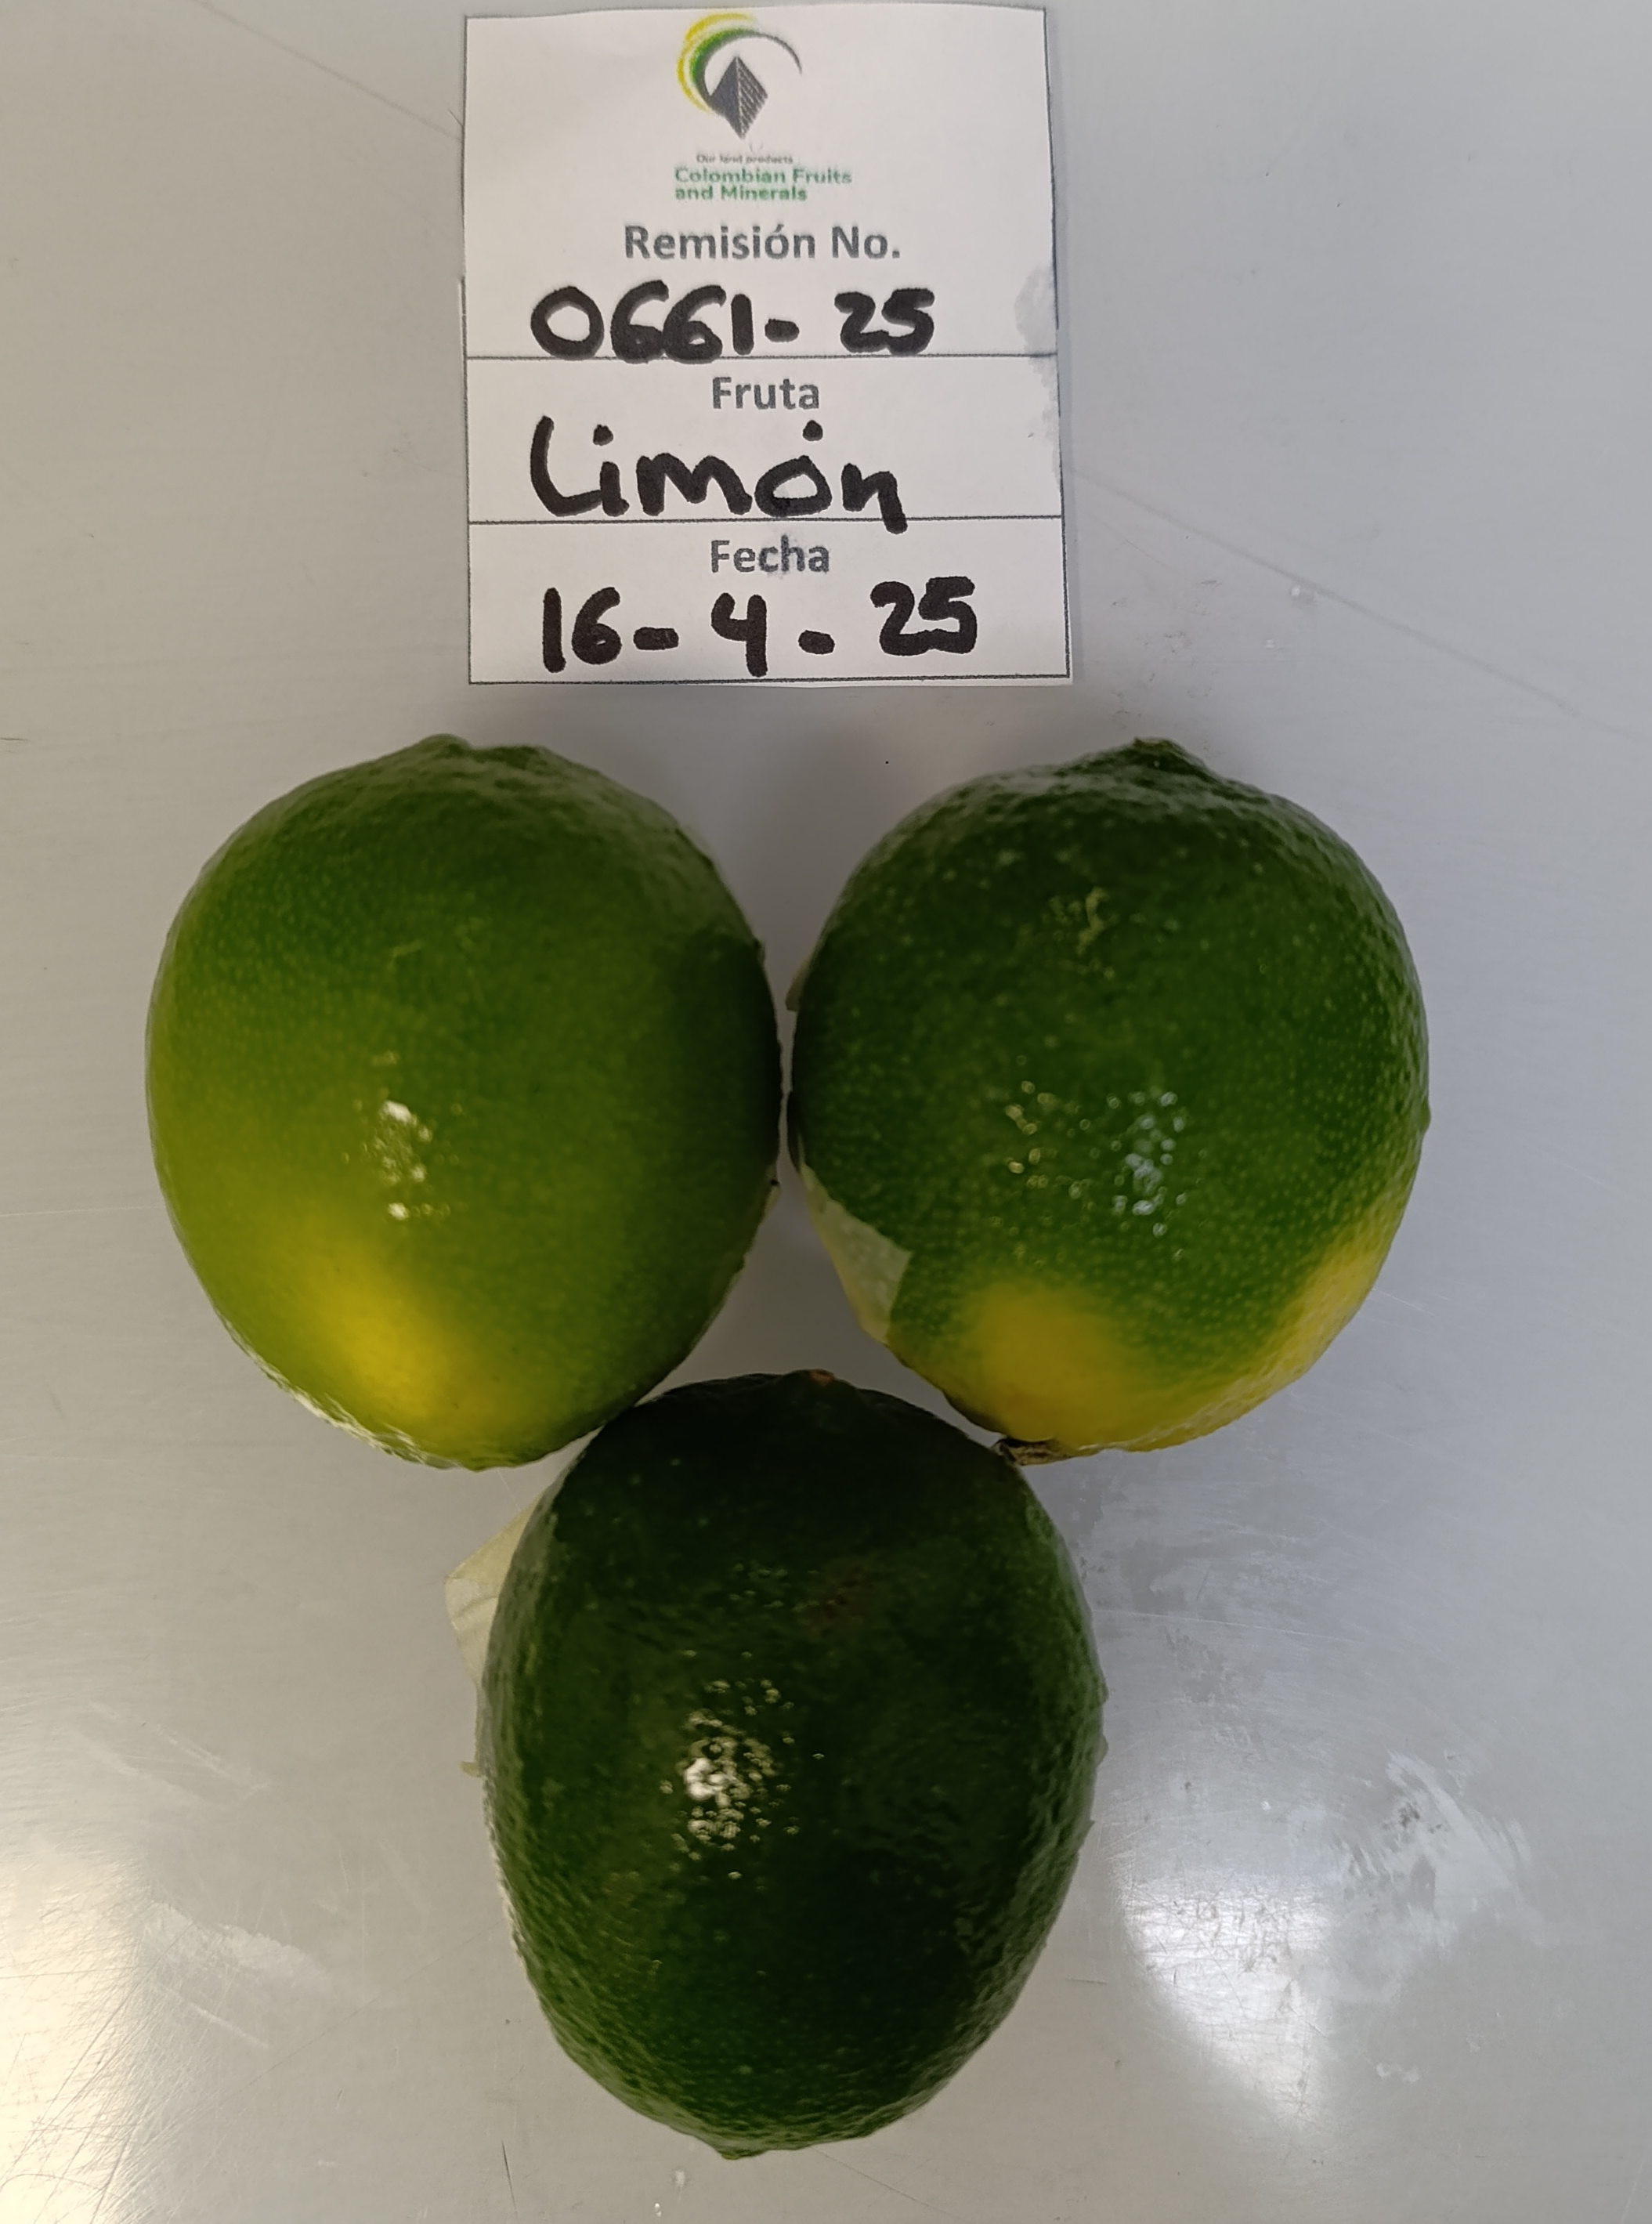 Our land products
Colombian Fruits
and Minerals
Remisión No.
0661-25
Fruta
Limón
Fecha
16-4-25